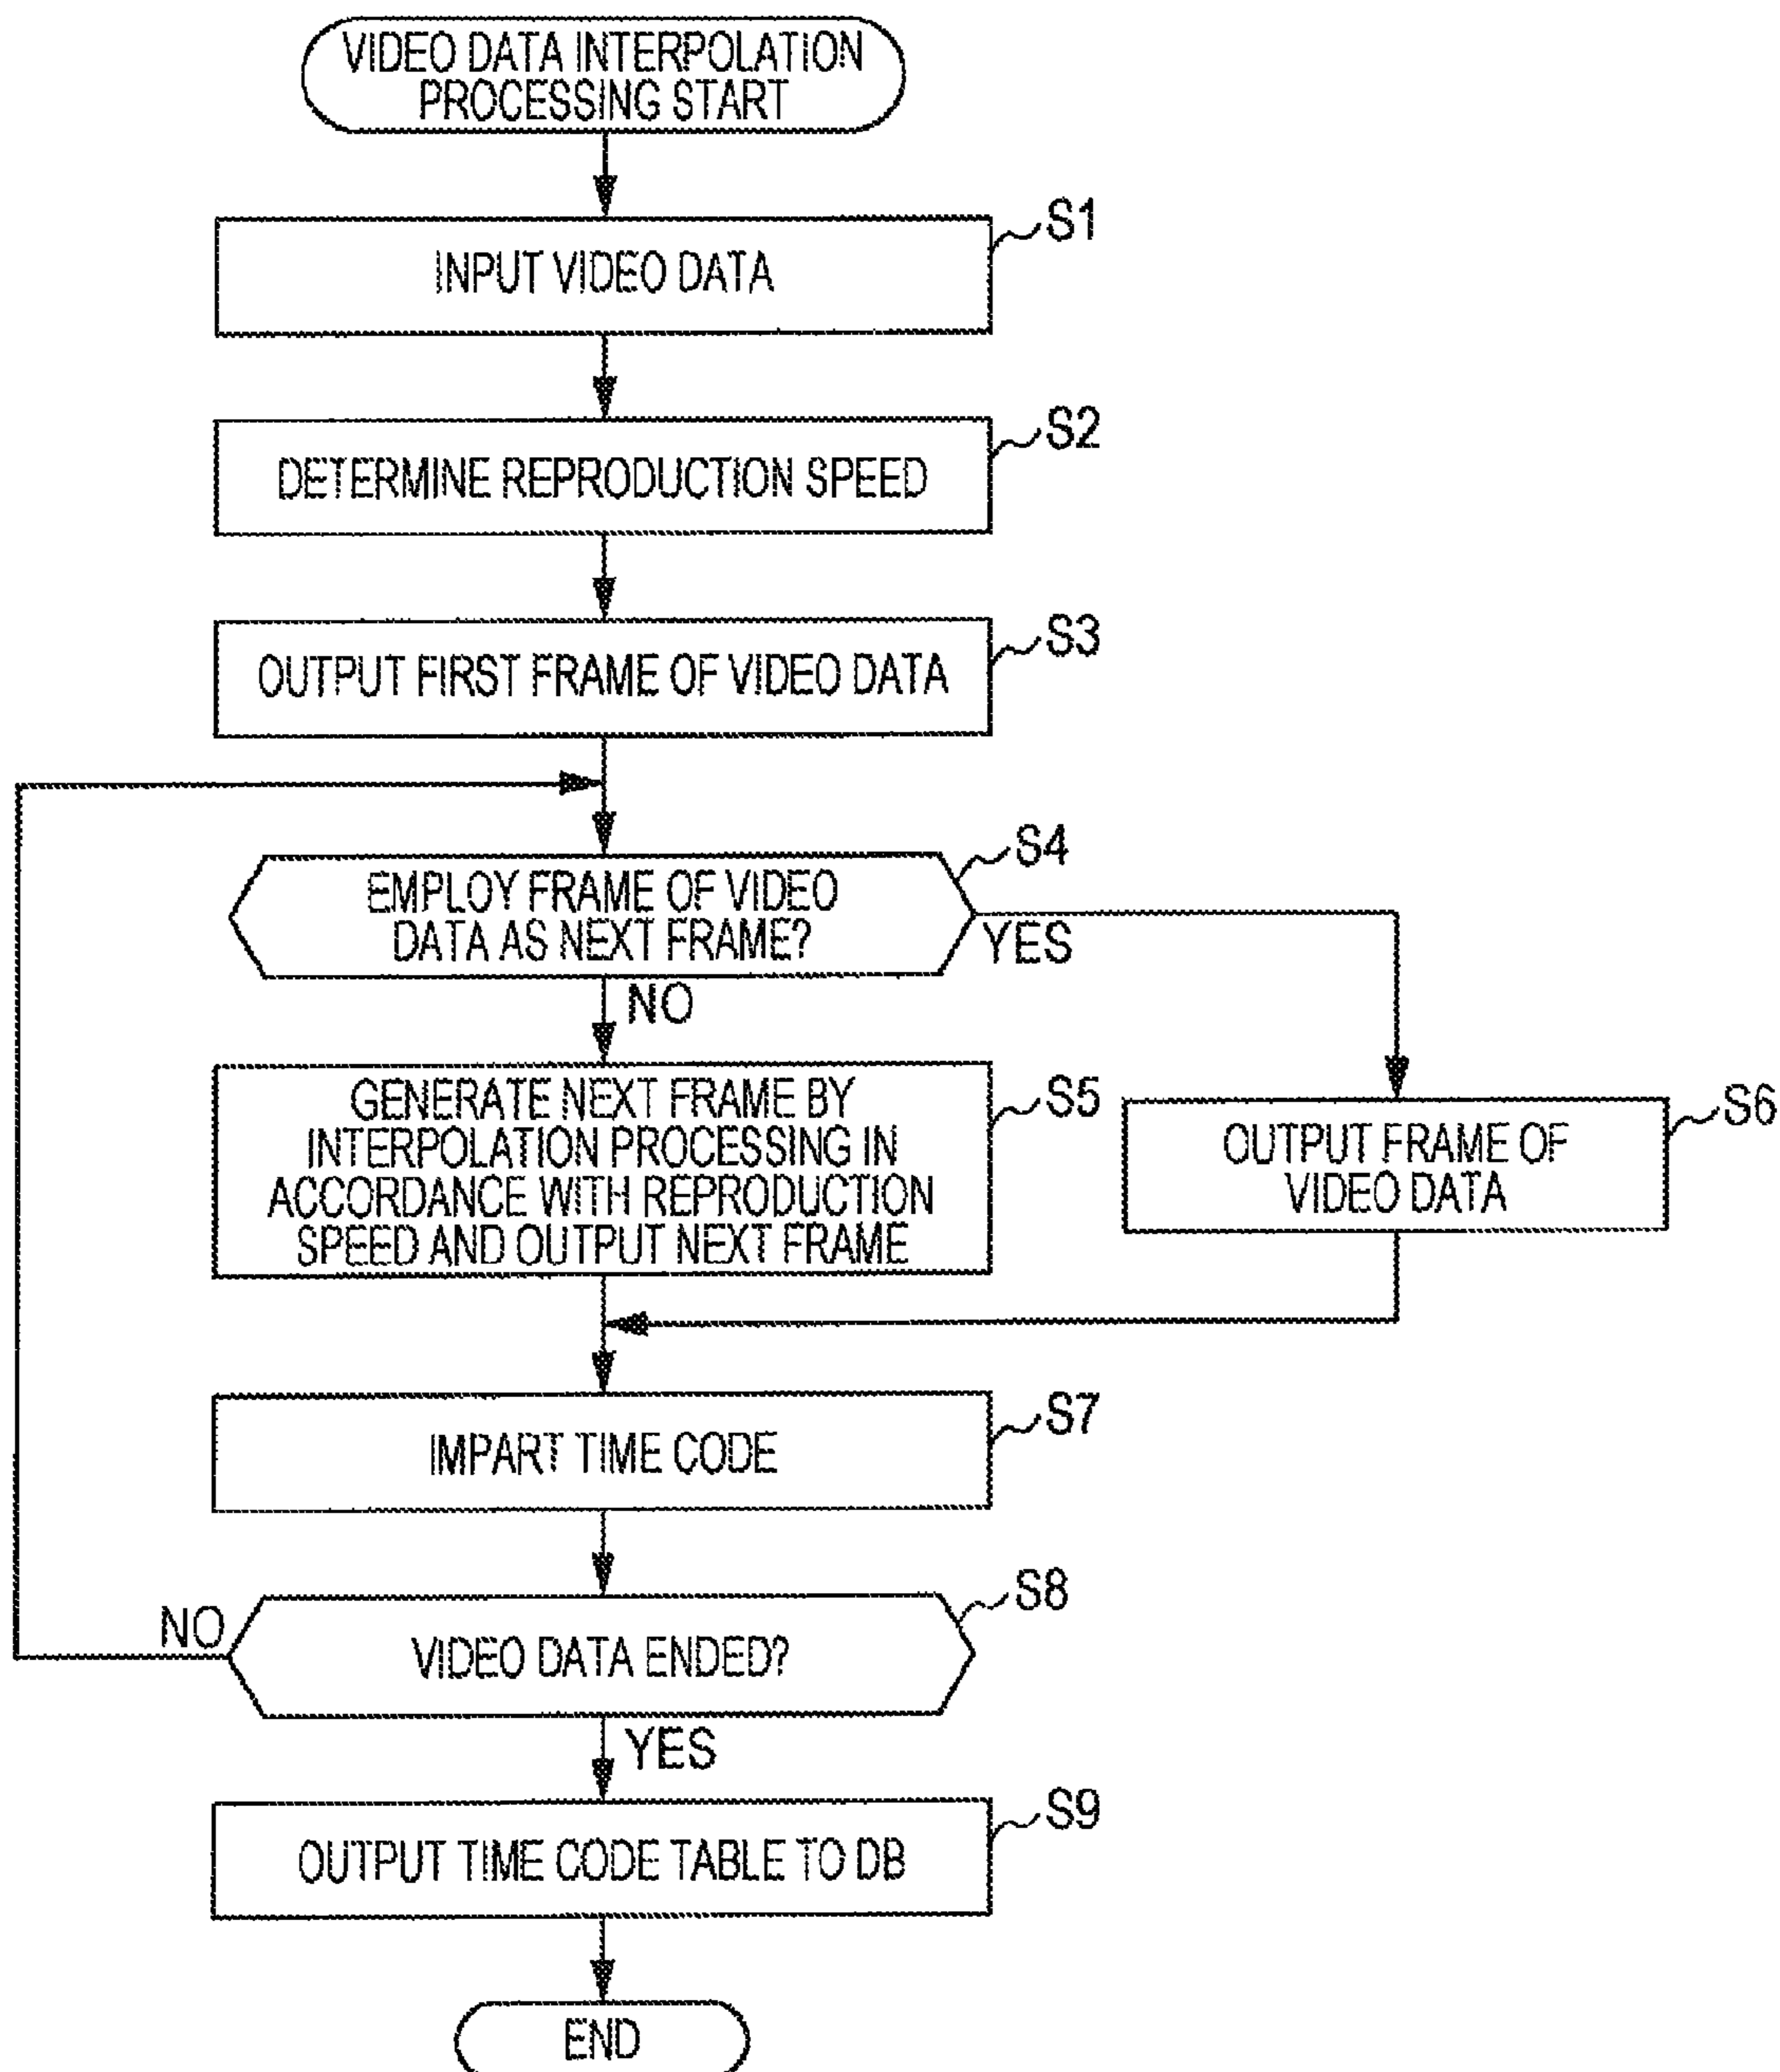 VIDEO DATA INTERPOLATION
PROCESSING START
S1
INPUT VIDEO DATA
S2
DETERMINE REPRODUCTION SPEED
S3
OUTPUT FIRST FRAME OF VIDEO DATA
S4
EMPLOY FRAME OF VIDEO
DATA AS NEXT FRAME?
YES
NO
S5
GENERATE NEXT FRAME BY
INTERPOLATION PROCESSING IN
ACCORDANCE WITH REPRODUCTION
SPEED AND OUTPUT NEXT FRAME
S6
OUTPUT FRAME OF
VIDEO DATA
S7
IMPART TIME CODE
S8
NO
VIDEO DATA ENDED?
YES
S9
OUTPUT TIME CODE TABLE TO DB
END